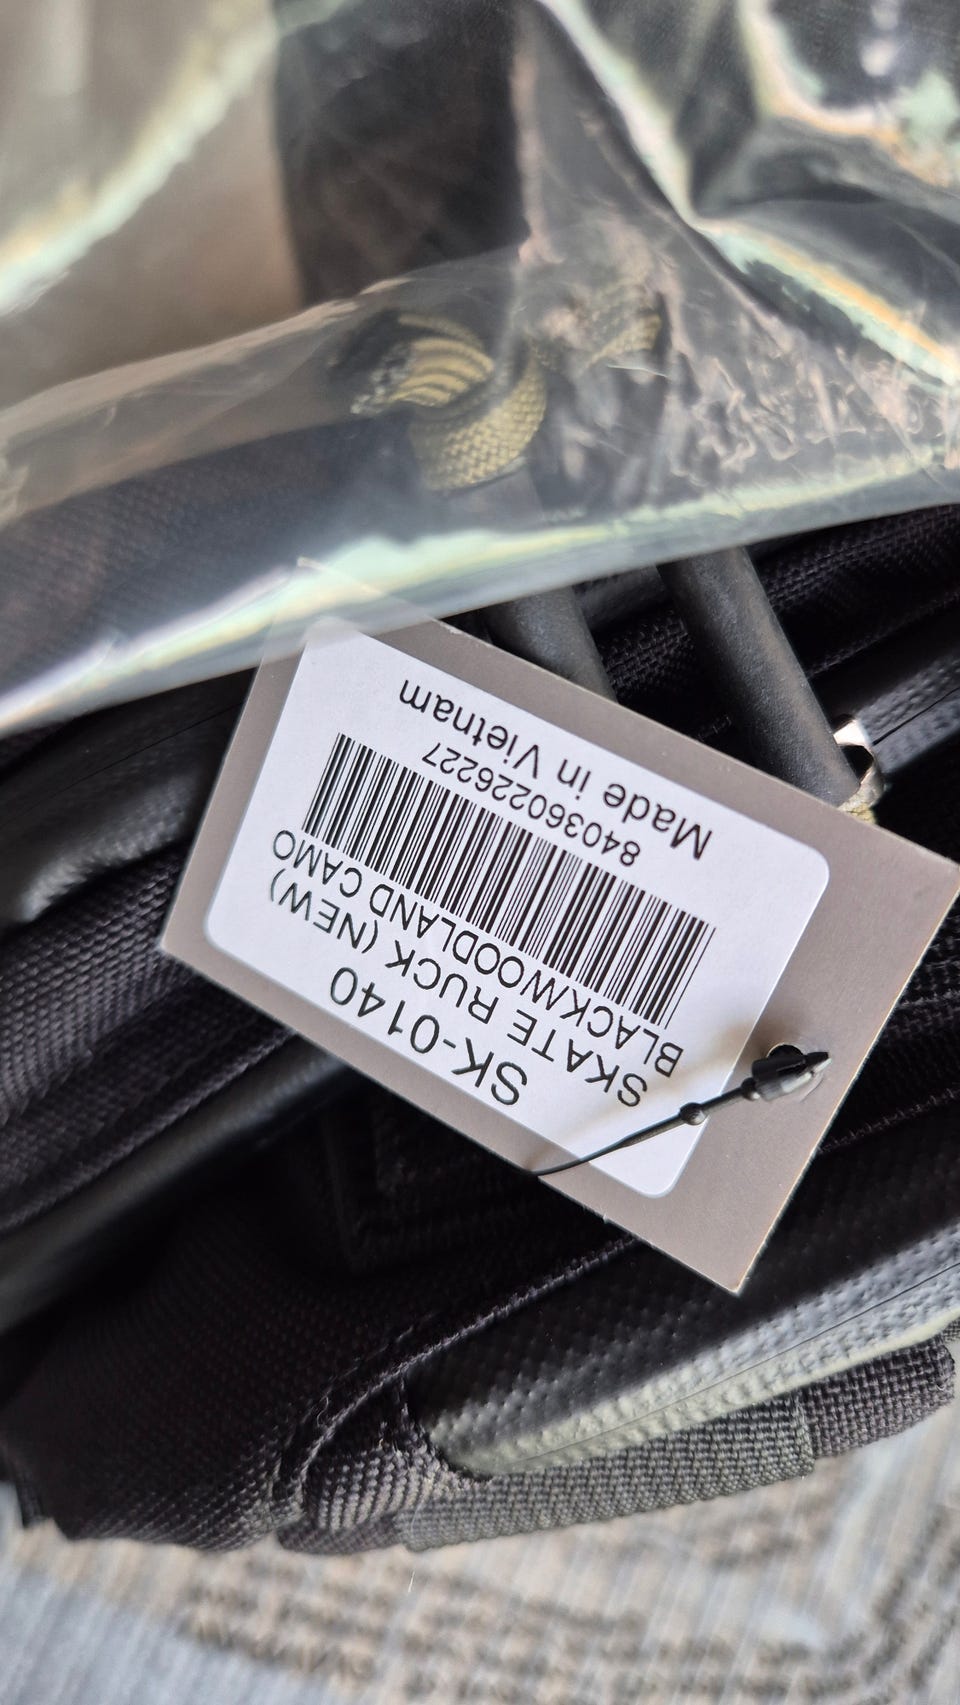 SK-0140
SKATE RUCK (NEW)
BLACKWOODLAND CAMO
840360226227
Made in Vietnam